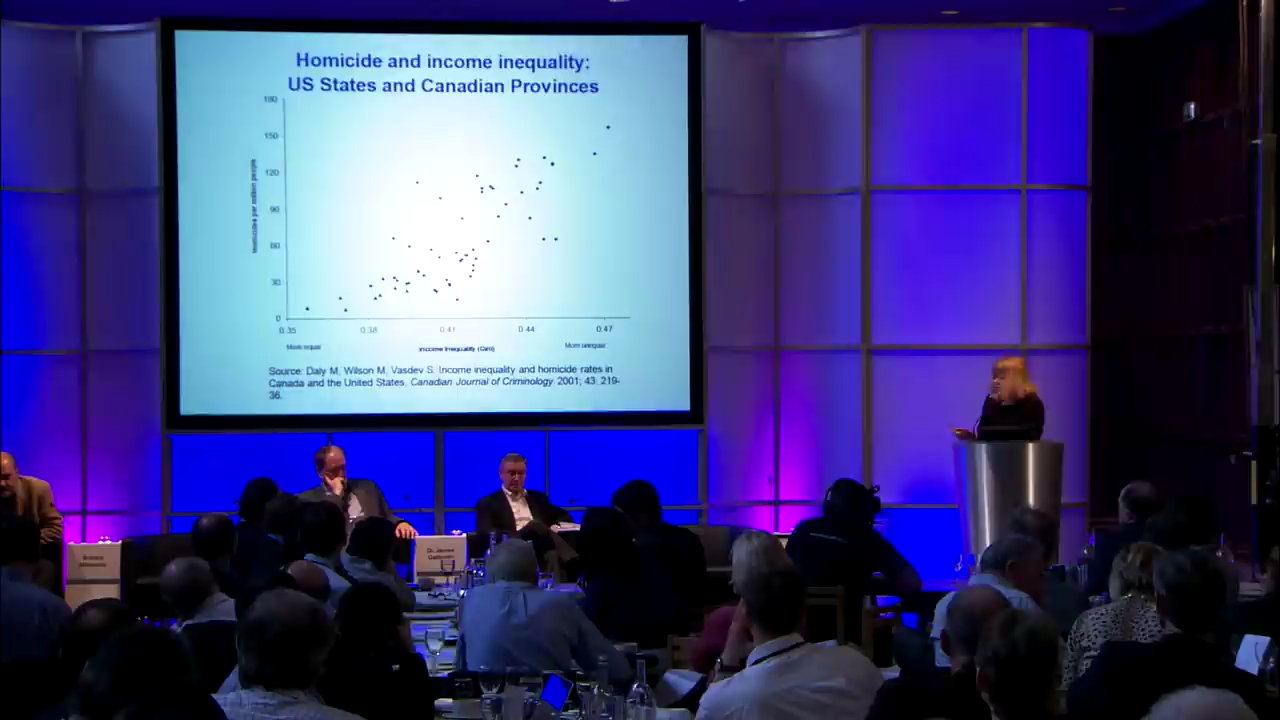 Homicide and income inequality:
US States and Canadian Provinces
180
150
120
90
60
30
0
Homicides per million people
0.35 0.38 0.41 0.44 0.47
More equal Income Inequality (Gini) More unequal
Source: Daly M, Wilson M, Vasdev S. Income inequality and homicide rates in
Canada and the United States. Canadian Journal of Criminology 2001; 43: 219-
36.
Dr. James